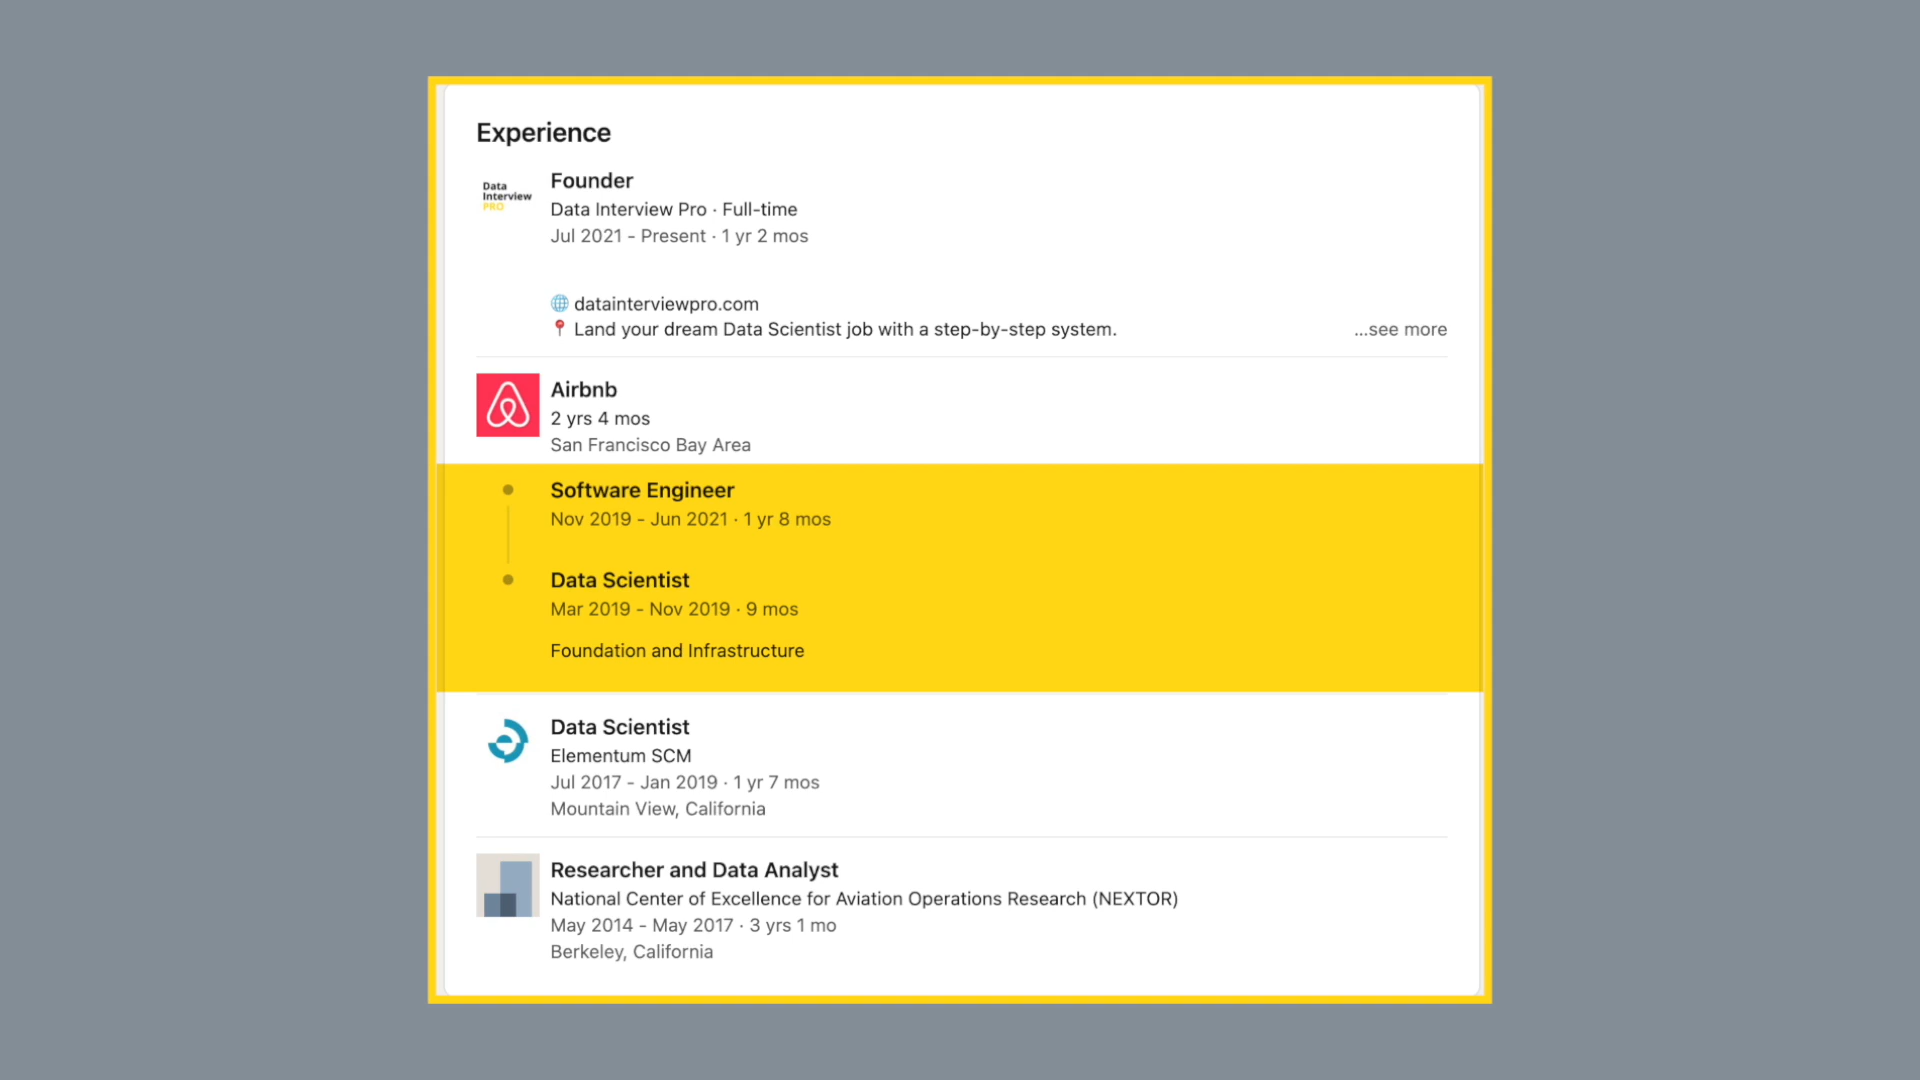 Experience
Data
Interview
PRO
Founder
Data Interview Pro · Full-time
Jul 2021 - Present · 1 yr 2 mos
🌐 datainterviewpro.com
📍 Land your dream Data Scientist job with a step-by-step system.
...see more
Airbnb
2 yrs 4 mos
San Francisco Bay Area
Software Engineer
Nov 2019 - Jun 2021 · 1 yr 8 mos
Data Scientist
Mar 2019 - Nov 2019 · 9 mos
Foundation and Infrastructure
Data Scientist
Elementum SCM
Jul 2017 - Jan 2019 · 1 yr 7 mos
Mountain View, California
Researcher and Data Analyst
National Center of Excellence for Aviation Operations Research (NEXTOR)
May 2014 - May 2017 · 3 yrs 1 mo
Berkeley, California